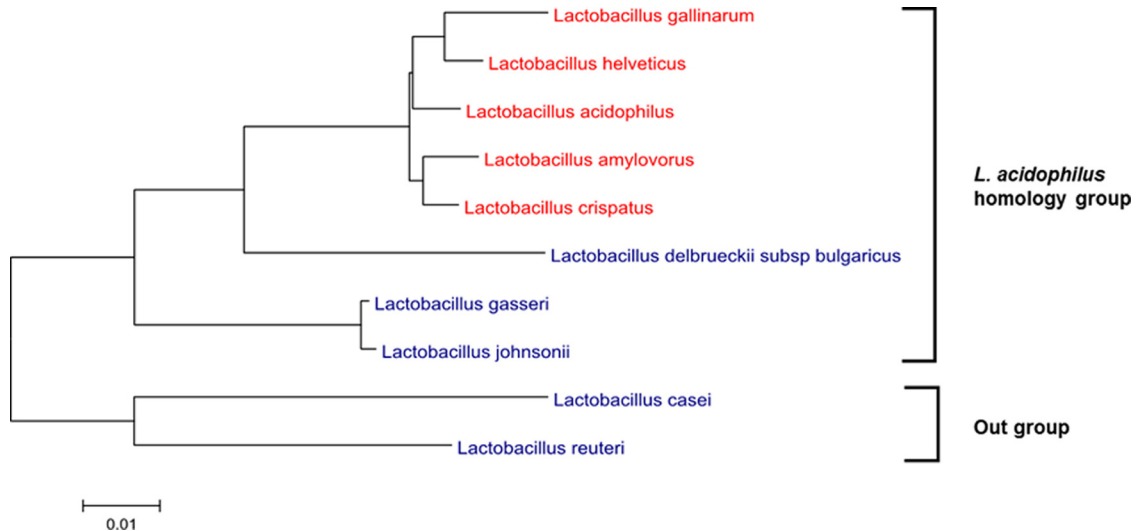 Lactobacillus gallinarum
Lactobacillus helveticus
Lactobacillus acidophilus
Lactobacillus amylovorus
Lactobacillus crispatus
Lactobacillus delbrueckii subsp bulgaricus
Lactobacillus gasseri
Lactobacillus johnsonii
L. acidophilus
homology group
Lactobacillus casei
Lactobacillus reuteri
Out group
0.01